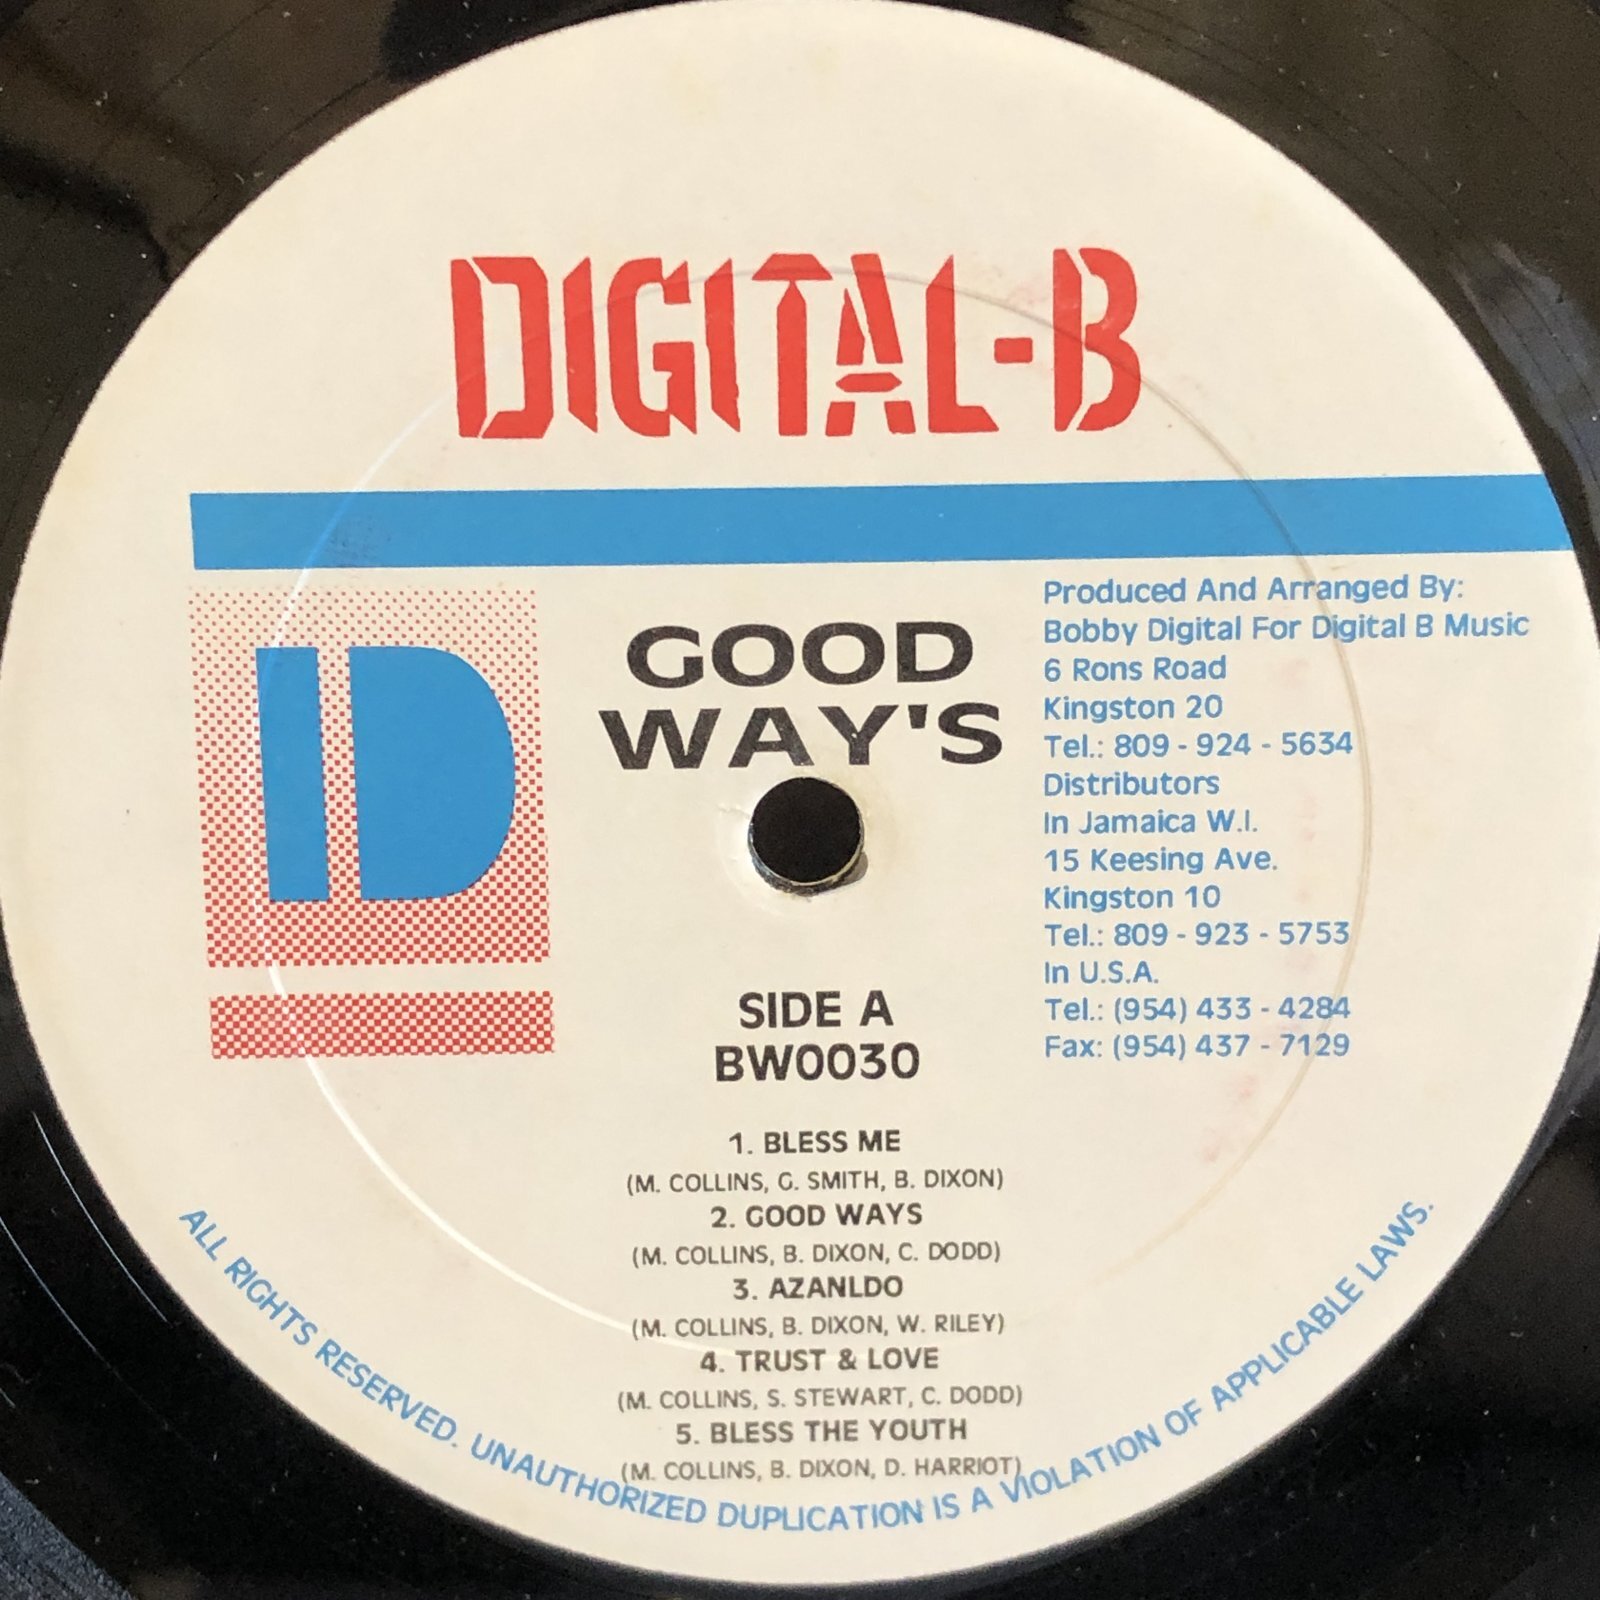 DIGITAL-B
GOOD
WAY'S
Produced And Arranged By:
Bobby Digital For Digital B Music
6 Rons Road
Kingston 20
Tel.: 809 - 924 - 5634
Distributors
In Jamaica W.I.
15 Keesing Ave.
Kingston 10
Tel.: 809 - 923 - 5753
In U.S.A.
Tel.: (954) 433 - 4284
Fax: (954) 437 - 7129
D
SIDE A
BW0030
1. BLESS ME
(M. COLLINS, G. SMITH, B. DIXON)
2. GOOD WAYS
(M. COLLINS, B. DIXON, C. DODD)
3. AZANLDO
(M. COLLINS, B. DIXON, W. RILEY)
4. TRUST & LOVE
(M. COLLINS, S. STEWART, C. DODD)
5. BLESS THE YOUTH
(M. COLLINS, B. DIXON, D. HARRIOT)
ALL RIGHTS RESERVED. UNAUTHORIZED DUPLICATION IS A VIOLATION OF APPLICABLE LAWS.